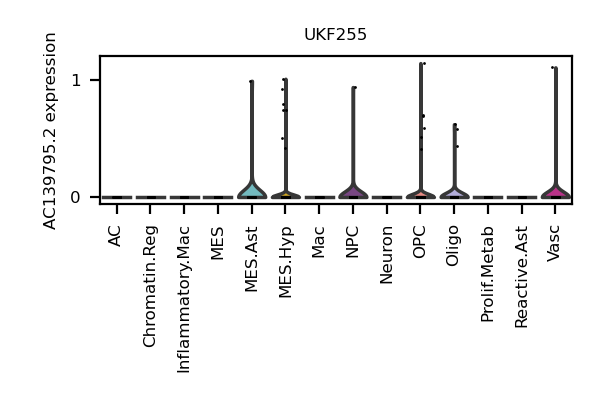 UKF255
AC139795.2 expression
1
0
AC
Chromatin.Reg
Inflammatory.Mac
MES
MES.Ast
MES.Hyp
Mac
NPC
Neuron
OPC
Oligo
Prolif.Metab
Reactive.Ast
Vasc